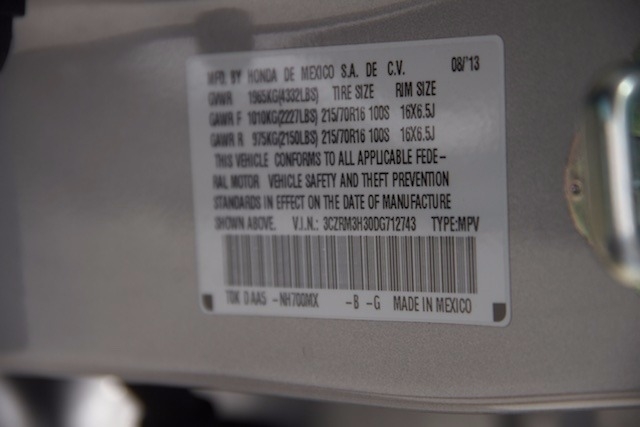 MFD. BY HONDA DE MEXICO S.A. DE C.V. 08/'13
GVWR 1965KG(4332LBS) TIRE SIZE RIM SIZE
GAWR F 1010KG(2227LBS) 215/70R16 100S 16X6.5J
GAWR R 975KG(2150LBS) 215/70R16 100S 16X6.5J
THIS VEHICLE CONFORMS TO ALL APPLICABLE FEDE-
RAL MOTOR VEHICLE SAFETY AND THEFT PREVENTION
STANDARDS IN EFFECT ON THE DATE OF MANUFACTURE
SHOWN ABOVE. V.I.N.: 3CZRM3H30DG712743 TYPE:MPV
T0K D AA5 -NH700MX -B -G MADE IN MEXICO